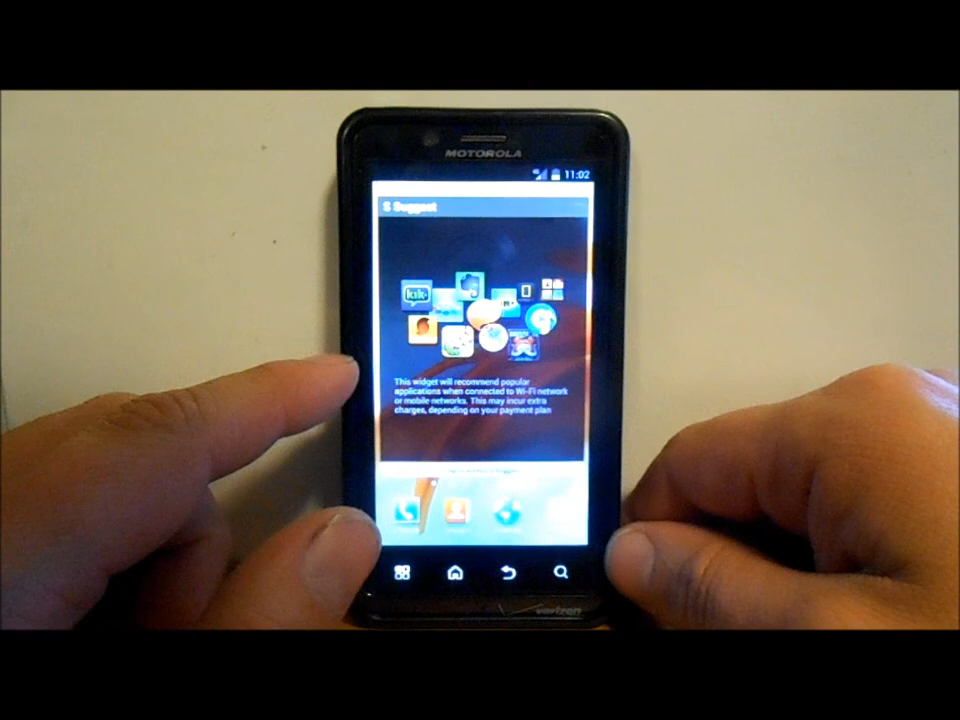 MOTOROLA
11:02
S Suggest
kik
This widget will recommend popular
applications when connected to Wi-Fi network
or mobile networks. This may incur extra
charges, depending on your payment plan
verizon